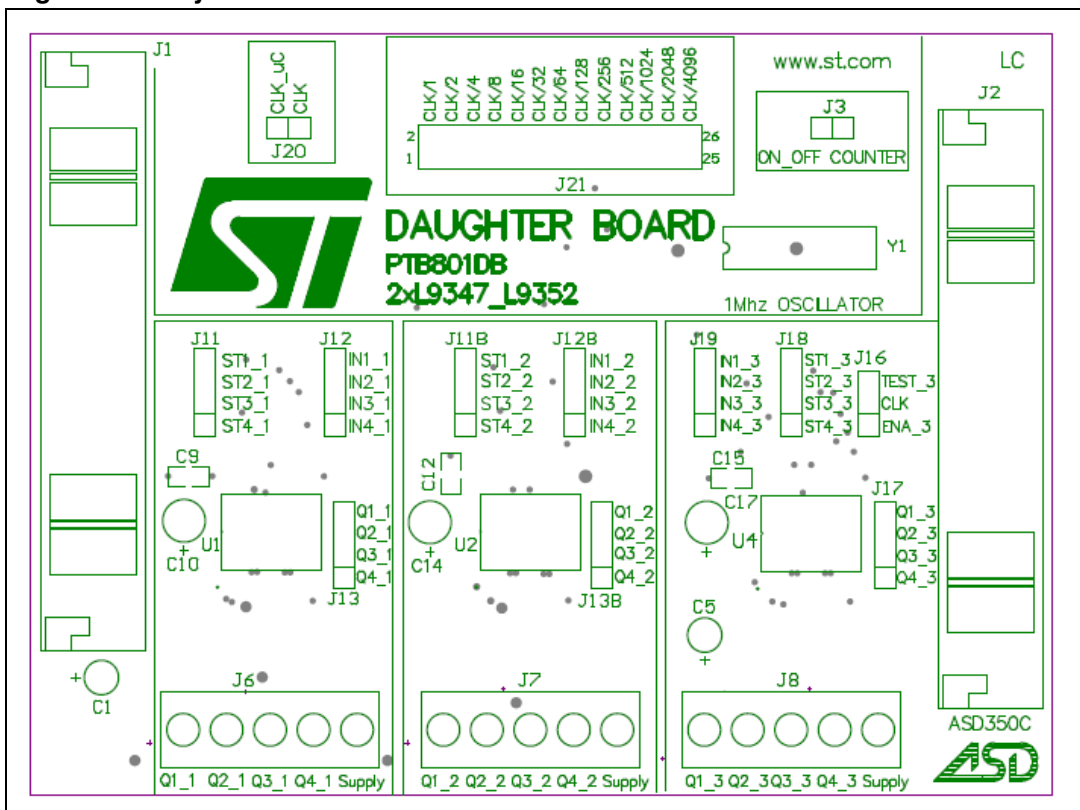 J1
CLK_uC
CLK
J20
CLK/1
CLK/2
CLK/4
CLK/8
CLK/16
CLK/32
CLK/64
CLK/128
CLK/256
CLK/512
CLK/1024
CLK/2048
CLK/4096
2
26
1
25
J21
www.st.com
LC
J3
ON_OFF COUNTER
J2
ST
DAUGHTER BOARD
PTB801DB
2xL9347_L9352
Y1
1Mhz OSCILLATOR
J11
ST1_1
ST2_1
ST3_1
ST4_1
J12
IN1_1
IN2_1
IN3_1
IN4_1
C9
C10
U1
Q1_1
Q2_1
Q3_1
Q4_1
J13
J11B
ST1_2
ST2_2
ST3_2
ST4_2
J12B
IN1_2
IN2_2
IN3_2
IN4_2
C12
C14
U2
Q1_2
Q2_2
Q3_2
Q4_2
J13B
J19
IN1_3
IN2_3
IN3_3
IN4_3
J18
ST1_3
ST2_3
ST3_3
ST4_3
J16
TEST_3
CLK
ENA_3
C15
C17
U4
J17
Q1_3
Q2_3
Q3_3
Q4_3
C5
C1
J6
Q1_1 Q2_1 Q3_1 Q4_1 Supply
J7
Q1_2 Q2_2 Q3_2 Q4_2 Supply
J8
Q1_3 Q2_3 Q3_3 Q4_3 Supply
ASD350C
ASD